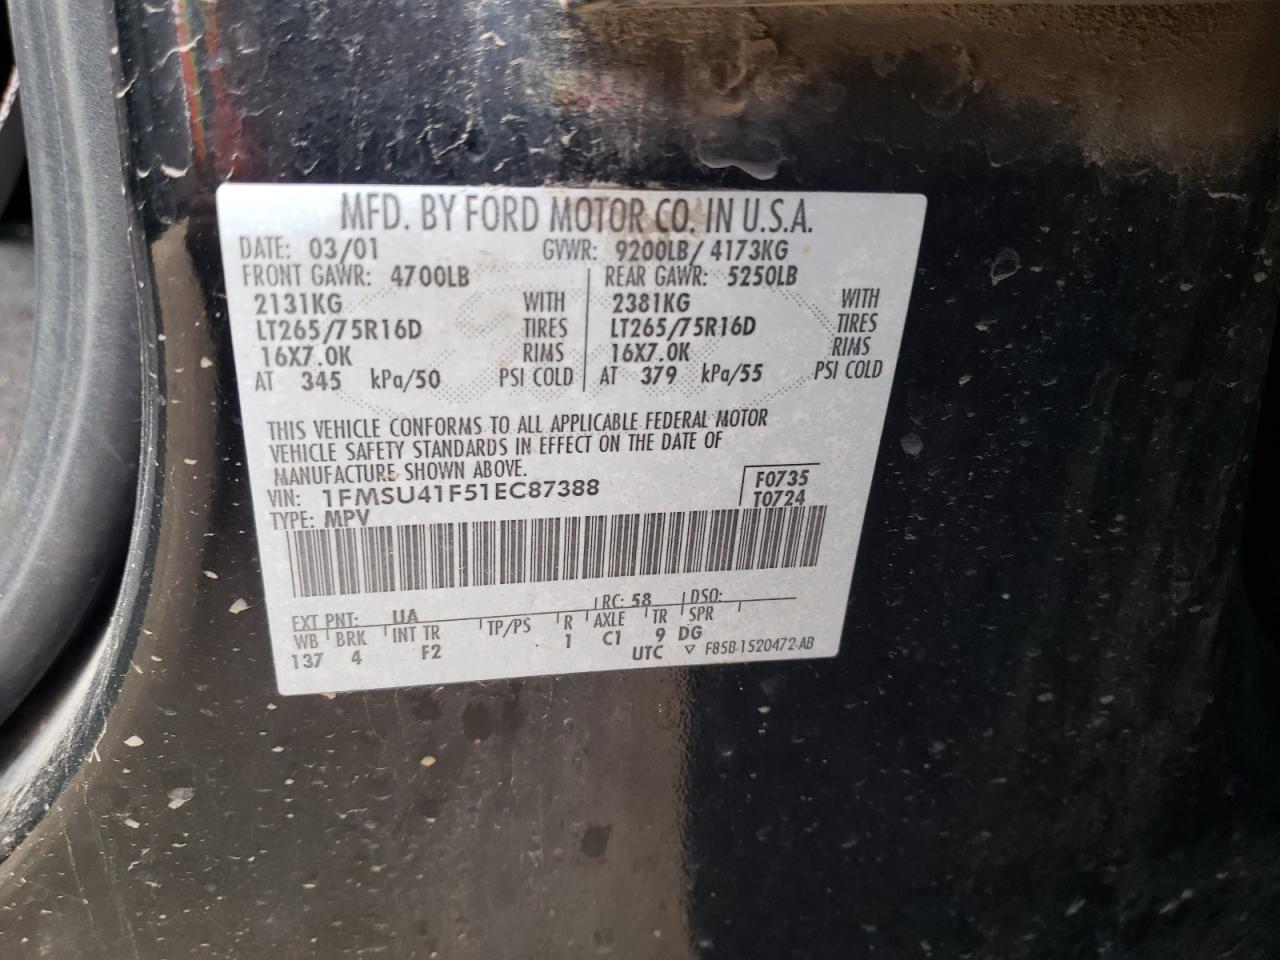 MFD. BY FORD MOTOR CO. IN U.S.A.
DATE: 03/01 GVWR: 9200LB/ 4173KG
FRONT GAWR: 4700LB REAR GAWR: 5250LB
2131KG WITH 2381KG WITH
LT265/75R16D TIRES LT265/75R16D TIRES
16X7.0K RIMS 16X7.0K RIMS
AT 345 kPa/50 PSI COLD AT 379 kPa/55 PSI COLD
THIS VEHICLE CONFORMS TO ALL APPLICABLE FEDERAL MOTOR
VEHICLE SAFETY STANDARDS IN EFFECT ON THE DATE OF
MANUFACTURE SHOWN ABOVE.
VIN: 1FMSU41F51EC87388 F0735
TYPE: MPV T0724
EXT PNT: UA RC: 58 DSO:
WB BRK INT TR TP/PS R AXLE TR SPR
137 4 F2 1 C1 9 DG
UTC ▽ F85B-1520472-AB